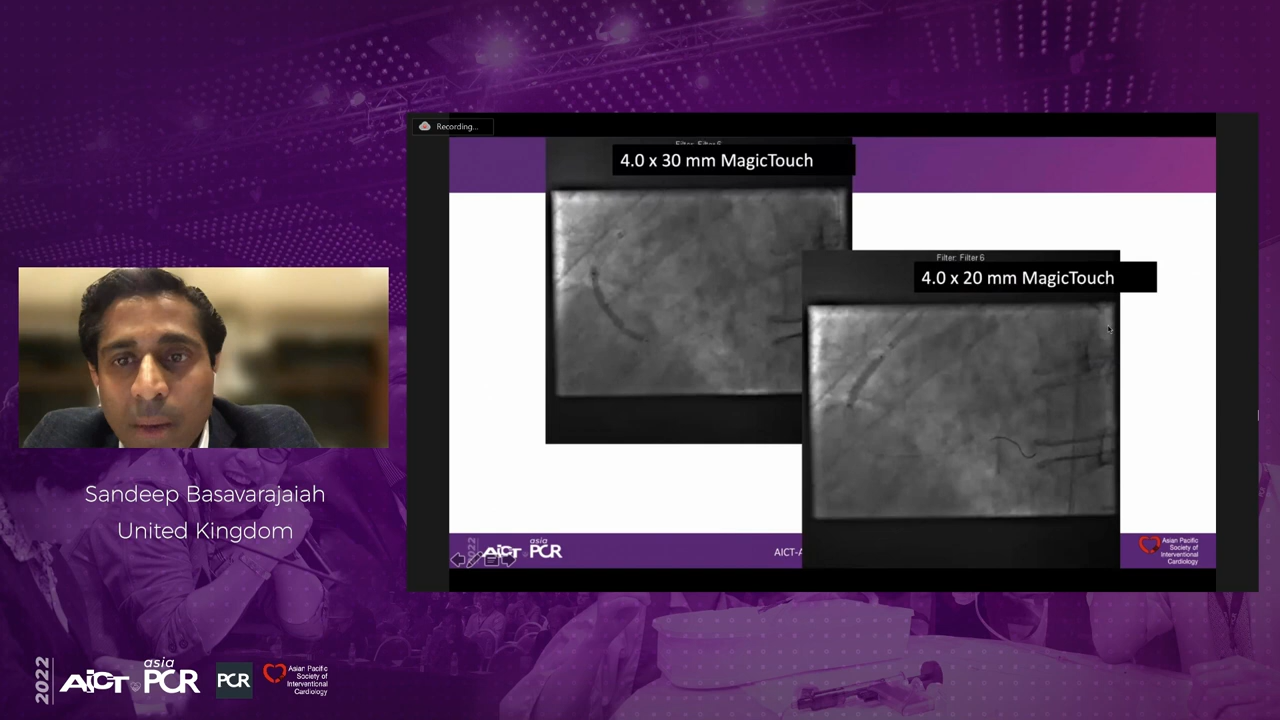 Recording...
4.0 x 30 mm MagicTouch
Filter: Filter 6
4.0 x 20 mm MagicTouch
Sandeep Basavarajaiah
United Kingdom
2022
AICT
asia
PCR
AICT-A
Asian Pacific
Society of
Interventional
Cardiology
2022
AICT
asia
PCR
PCR
Asian Pacific
Society of
Interventional
Cardiology